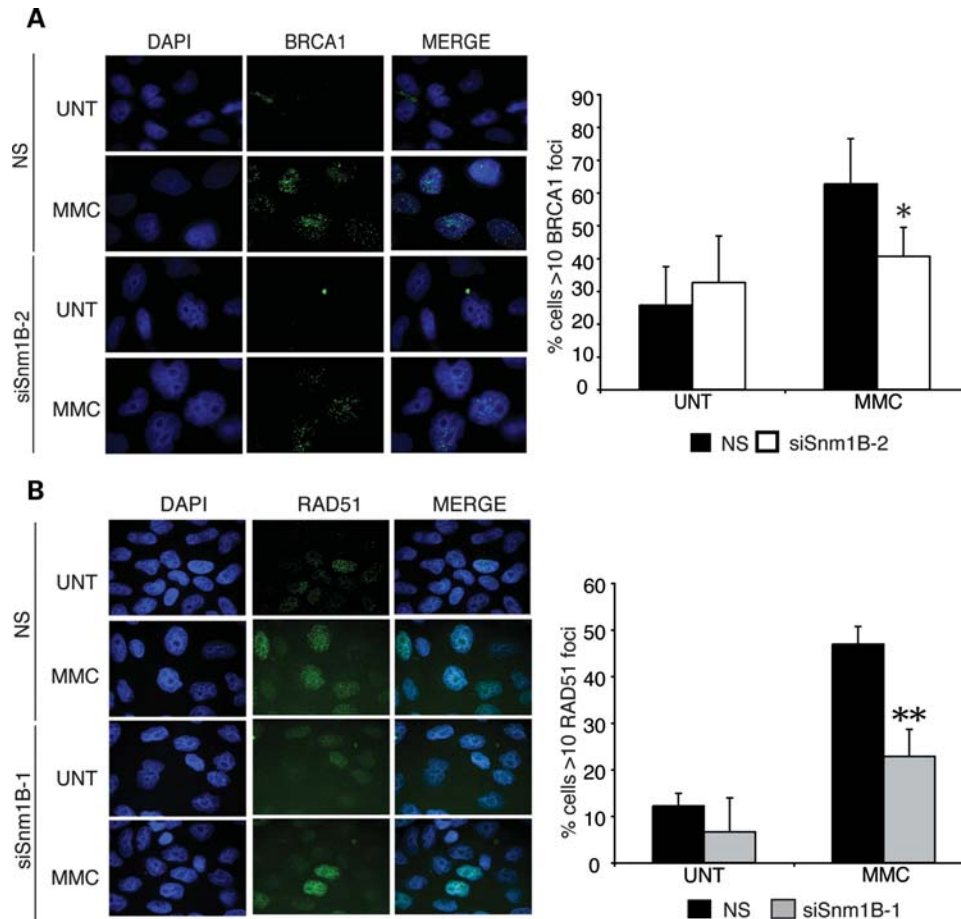 A
DAPI BRCA1 MERGE
NS
UNT
MMC
siSnm1B-2
UNT
MMC
% cells >10 BRCA1 foci
90
80
70
60
50
40
30
20
10
0
*
UNT MMC
NS siSnm1B-2
B
DAPI RAD51 MERGE
NS
UNT
MMC
siSnm1B-1
UNT
MMC
% cells >10 RAD51 foci
60
50
40
30
20
10
0
**
UNT MMC
NS siSnm1B-1